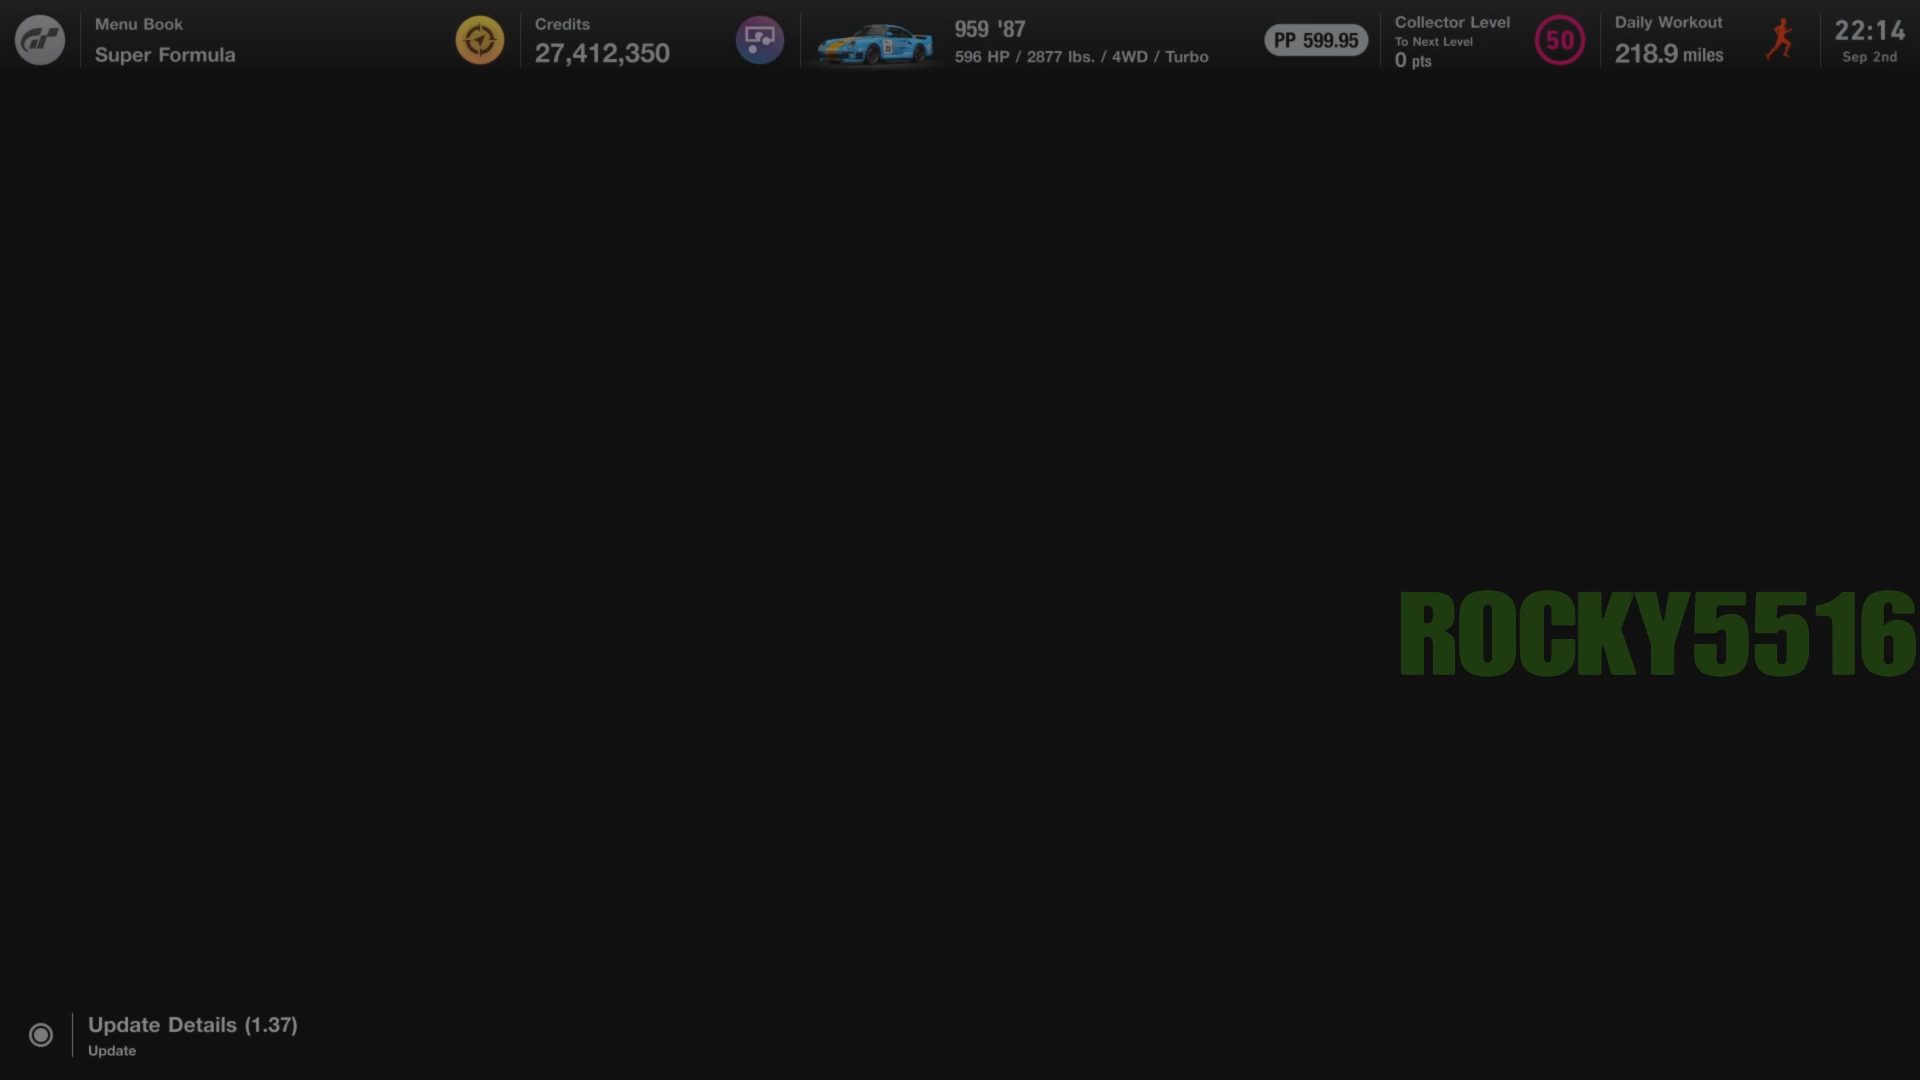 Menu Book
Super Formula
Credits
27,412,350
959 '87
596 HP / 2877 lbs. / 4WD / Turbo
PP 599.95
Collector Level
To Next Level
0 pts
50
Daily Workout
218.9 miles
22:14
Sep 2nd
ROCKY5516
Update Details (1.37)
Update